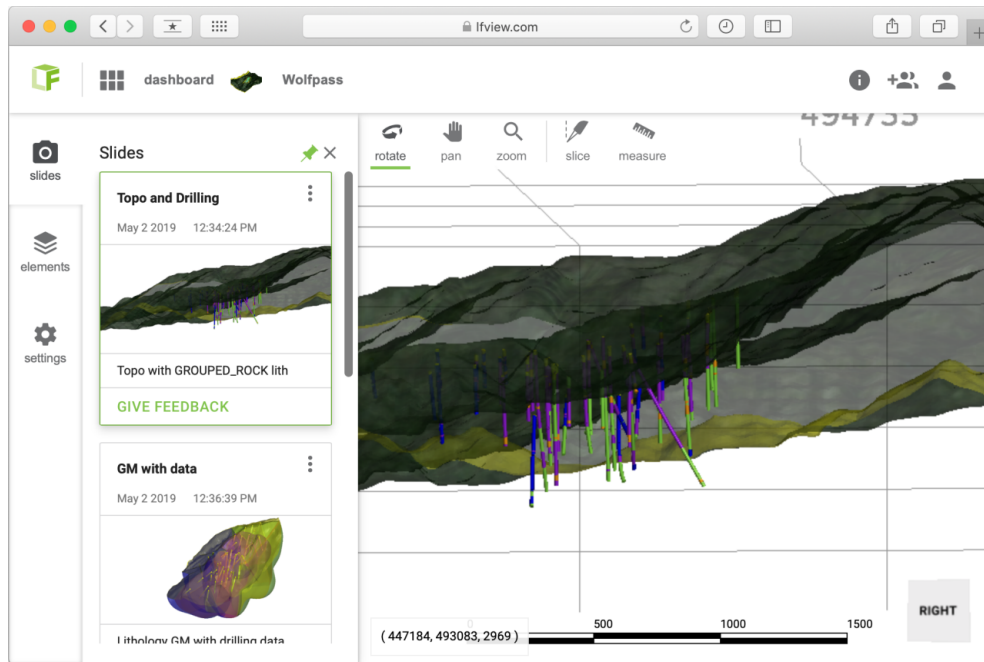 lfview.com
dashboard
Wolfpass
slides
elements
settings
Slides
Topo and Drilling
May 2 2019 12:34:24 PM
Topo with GROUPED_ROCK lith
GIVE FEEDBACK
GM with data
May 2 2019 12:36:39 PM
Lithology GM with drilling data
rotate
pan
zoom
slice
measure
494735
( 447184, 493083, 2969 )
0 500 1000 1500
RIGHT